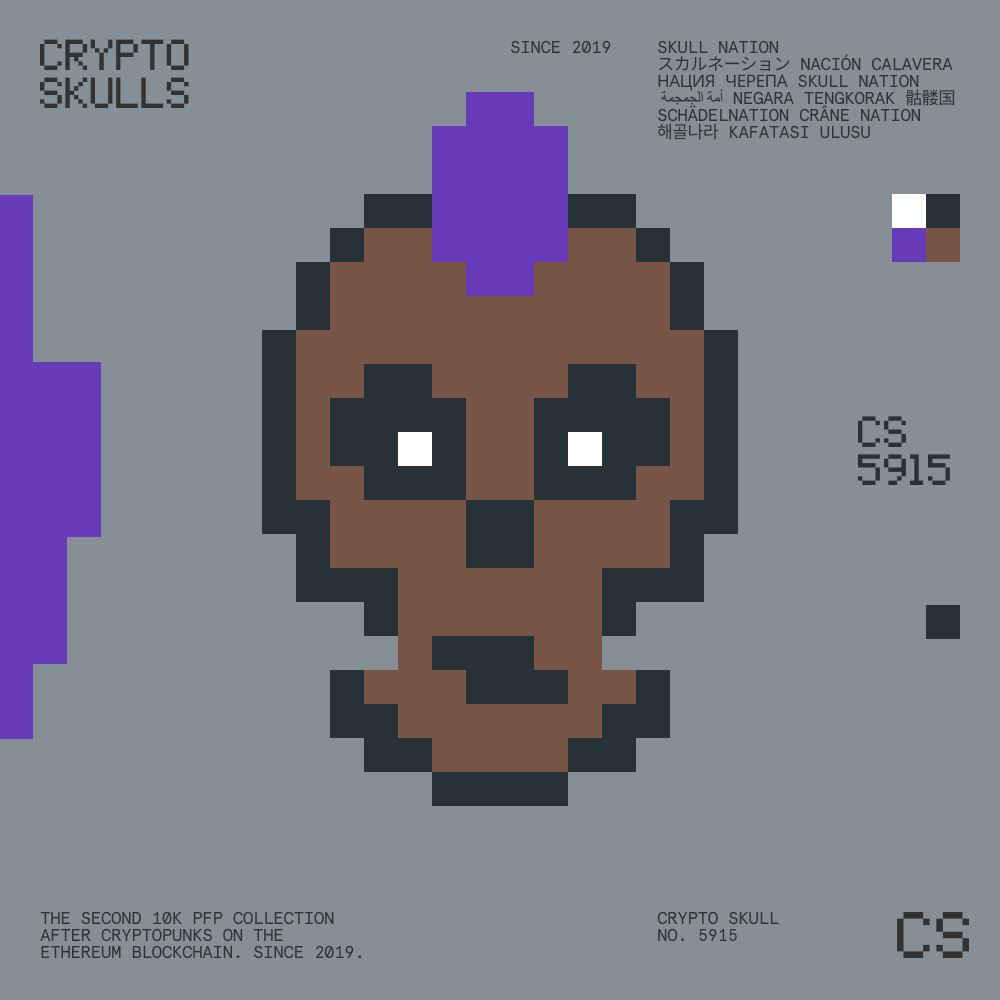 CRYPTO
SKULLS
SINCE 2019
SKULL NATION
スカルネーション NACIÓN CALAVERA
НАЦИЯ ЧЕРЕПА SKULL NATION
أمة الجمجمة NEGARA TENGKORAK 骷髅国
SCHÄDELNATION CRÂNE NATION
해골나라 KAFATASI ULUSU
CS
5915
THE SECOND 10K PFP COLLECTION
AFTER CRYPTOPUNKS ON THE
ETHEREUM BLOCKCHAIN. SINCE 2019.
CRYPTO SKULL
NO. 5915
CS